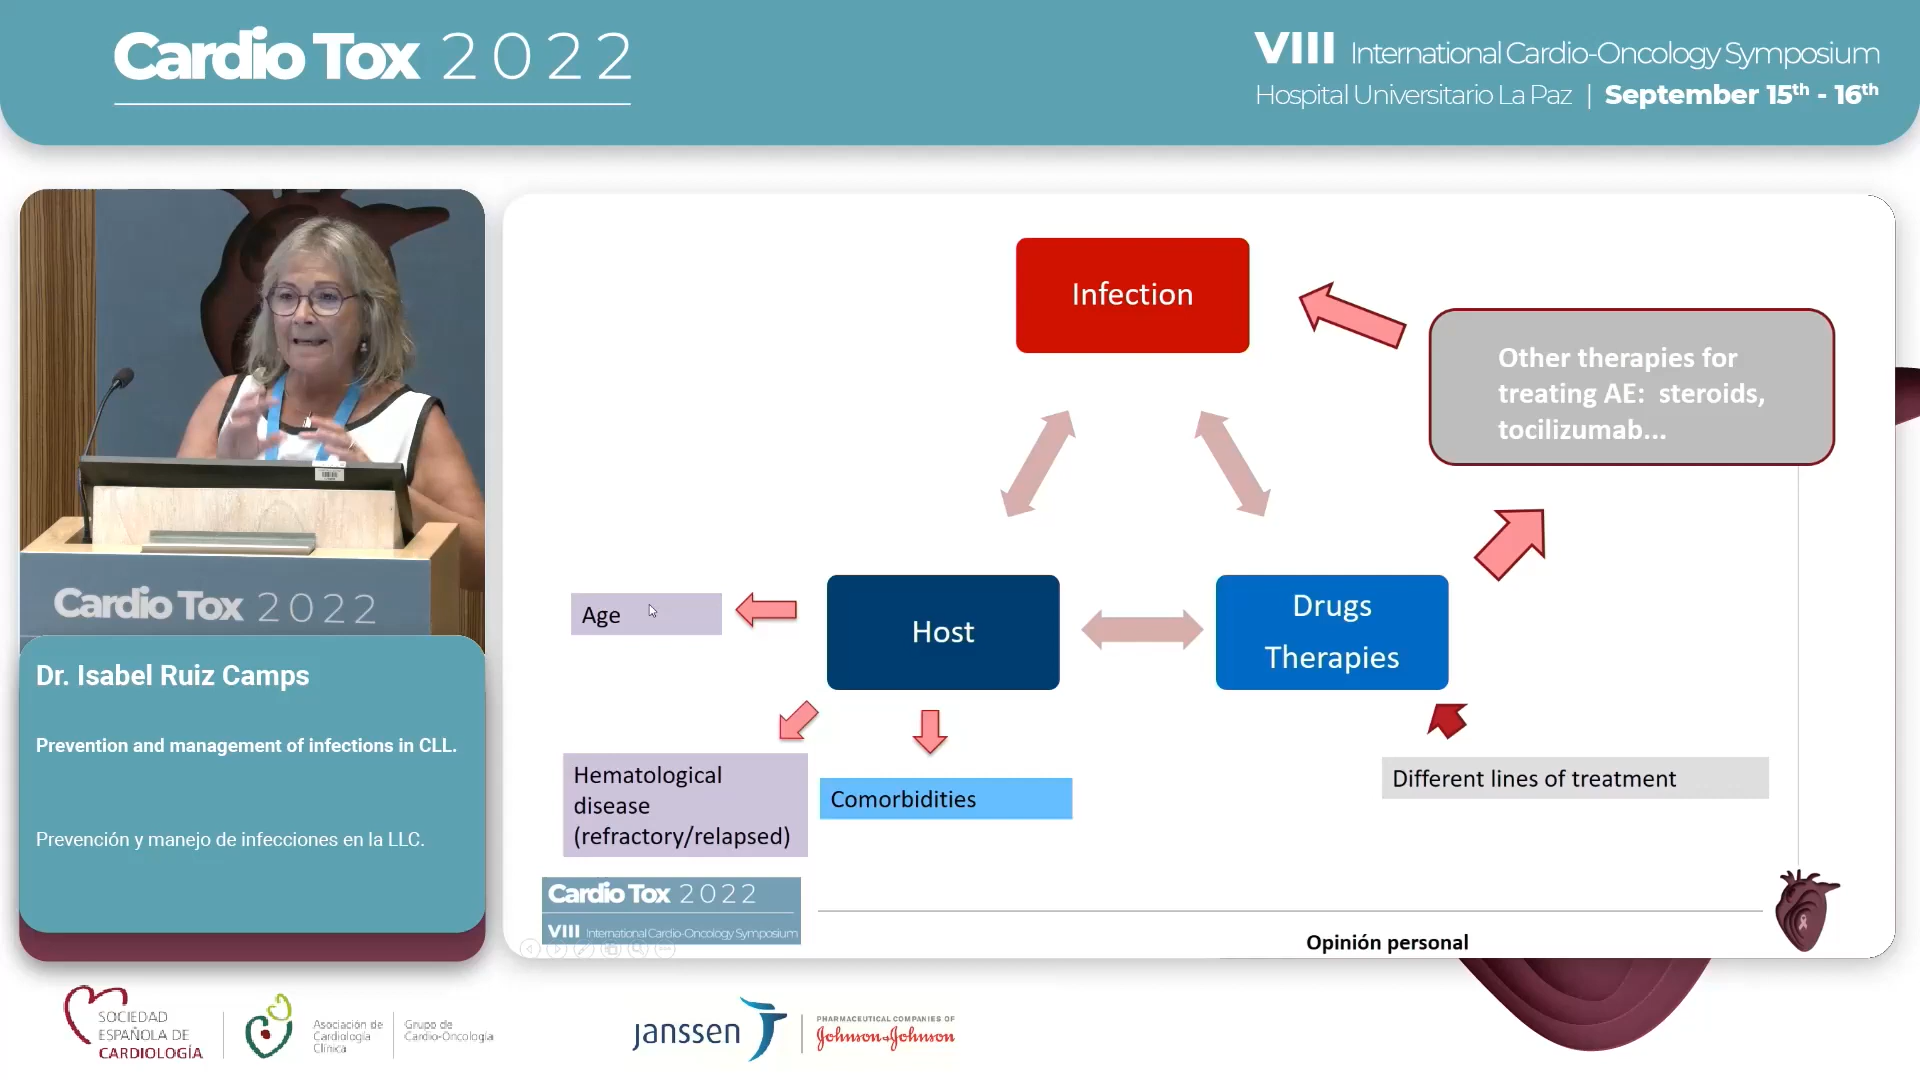 Cardio Tox 2022
VIII International Cardio-Oncology Symposium
Hospital Universitario La Paz | September 15th - 16th
Infection
Other therapies for
treating AE: steroids,
tocilizumab...
Age
Host
Drugs
Therapies
Hematological
disease
(refractory/relapsed)
Comorbidities
Different lines of treatment
Cardio Tox 2022
VIII International Cardio-Oncology Symposium
Opinión personal
Cardio Tox 2022
Dr. Isabel Ruiz Camps
Prevention and management of infections in CLL.
Prevención y manejo de infecciones en la LLC.
SOCIEDAD
ESPAÑOLA DE
CARDIOLOGÍA
Asociación de
Cardiología
Clínica
Grupo de
Cardio-Oncología
janssen
PHARMACEUTICAL COMPANIES OF
Johnson & Johnson